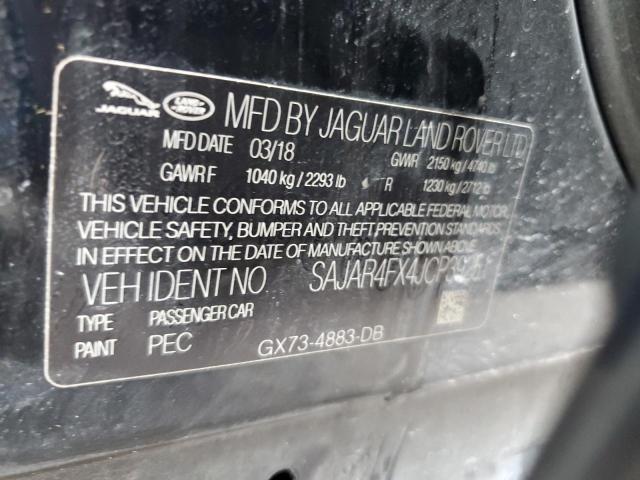 JAGUAR
LAND ROVER
MFD BY JAGUAR LAND ROVER LTD
MFD DATE 03/18 GWR 2150 kg / 4740 lb
GAWR F 1040 kg / 2293 lb R 1230 kg / 2712 lb
THIS VEHICLE CONFORMS TO ALL APPLICABLE FEDERAL MOTOR
VEHICLE SAFETY, BUMPER AND THEFT PREVENTION STANDARDS
IN EFFECT ON THE DATE OF MANUFACTURE SHOWN ABOVE
VEH IDENT NO
TYPE PASSENGER CAR
PAINT PEC GX73-4883-DB